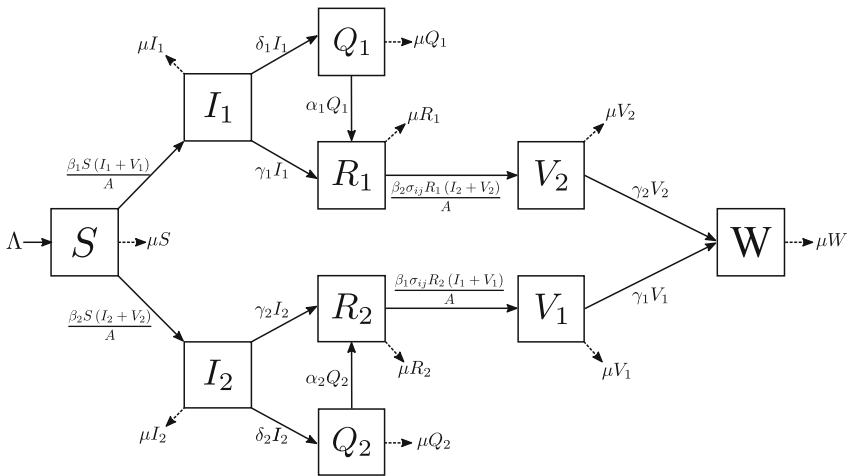 Q₁
μQ₁
δ₁I₁
μI₁
I₁
α₁Q₁
μR₁
μV₂
γ₁I₁
R₁
β₂σᵢⱼR₁(I₂+V₂)/A
V₂
γ₂V₂
β₁S(I₁+V₁)/A
Λ
S
μS
W
μW
β₂S(I₂+V₂)/A
γ₂I₂
R₂
β₁σᵢⱼR₂(I₁+V₁)/A
V₁
γ₁V₁
I₂
α₂Q₂
μR₂
μV₁
μI₂
δ₂I₂
Q₂
μQ₂